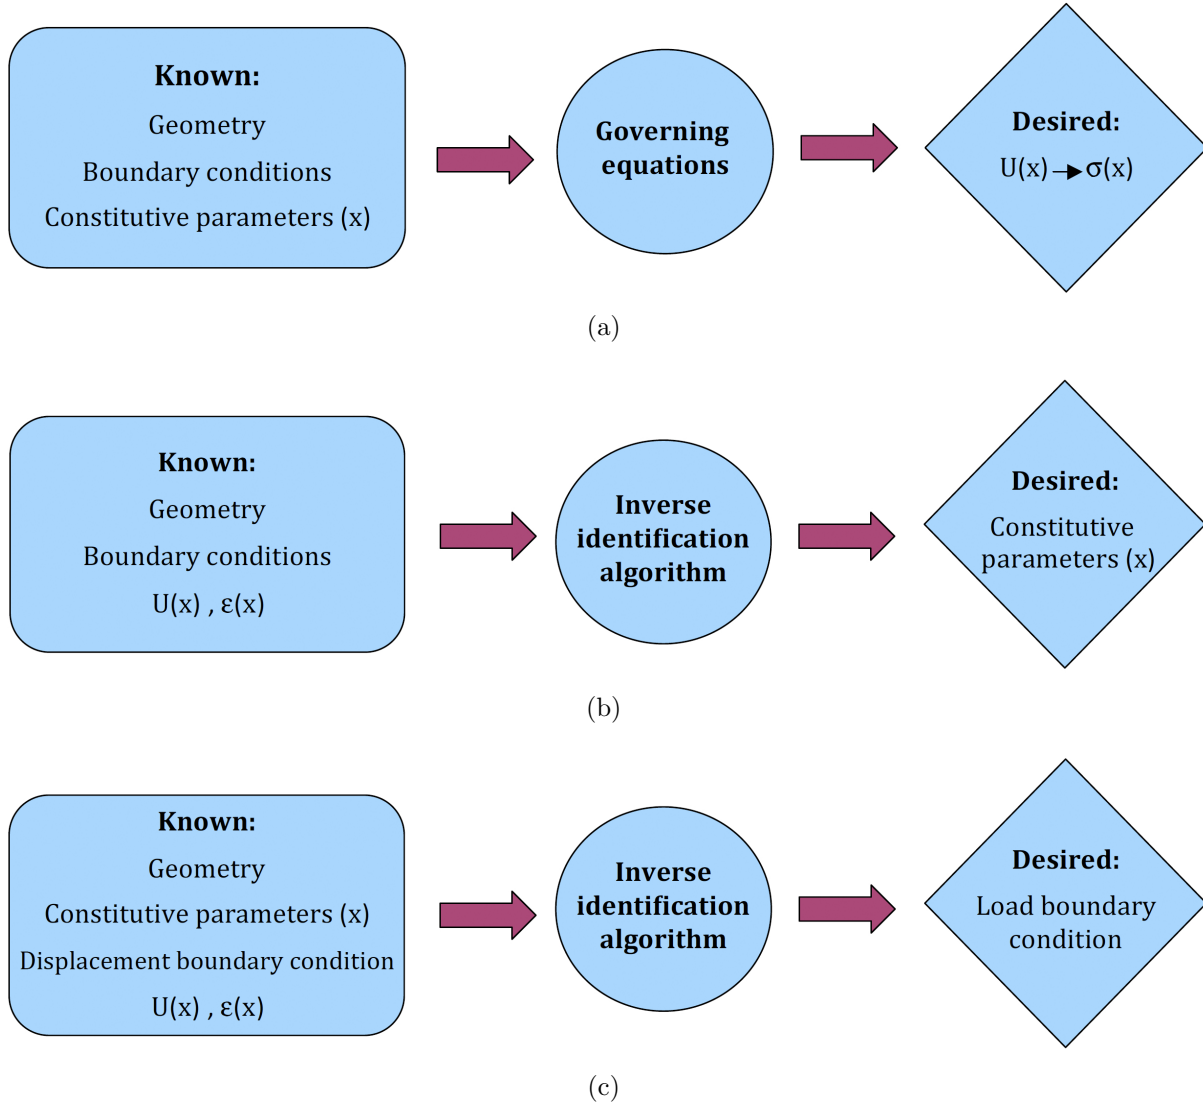 Known:
Geometry
Boundary conditions
Constitutive parameters (x)
Governing
equations
Desired:
U(x) → σ(x)
(a)
Known:
Geometry
Boundary conditions
U(x) , ε(x)
Inverse
identification
algorithm
Desired:
Constitutive
parameters (x)
(b)
Known:
Geometry
Constitutive parameters (x)
Displacement boundary condition
U(x) , ε(x)
Inverse
identification
algorithm
Desired:
Load boundary
condition
(c)